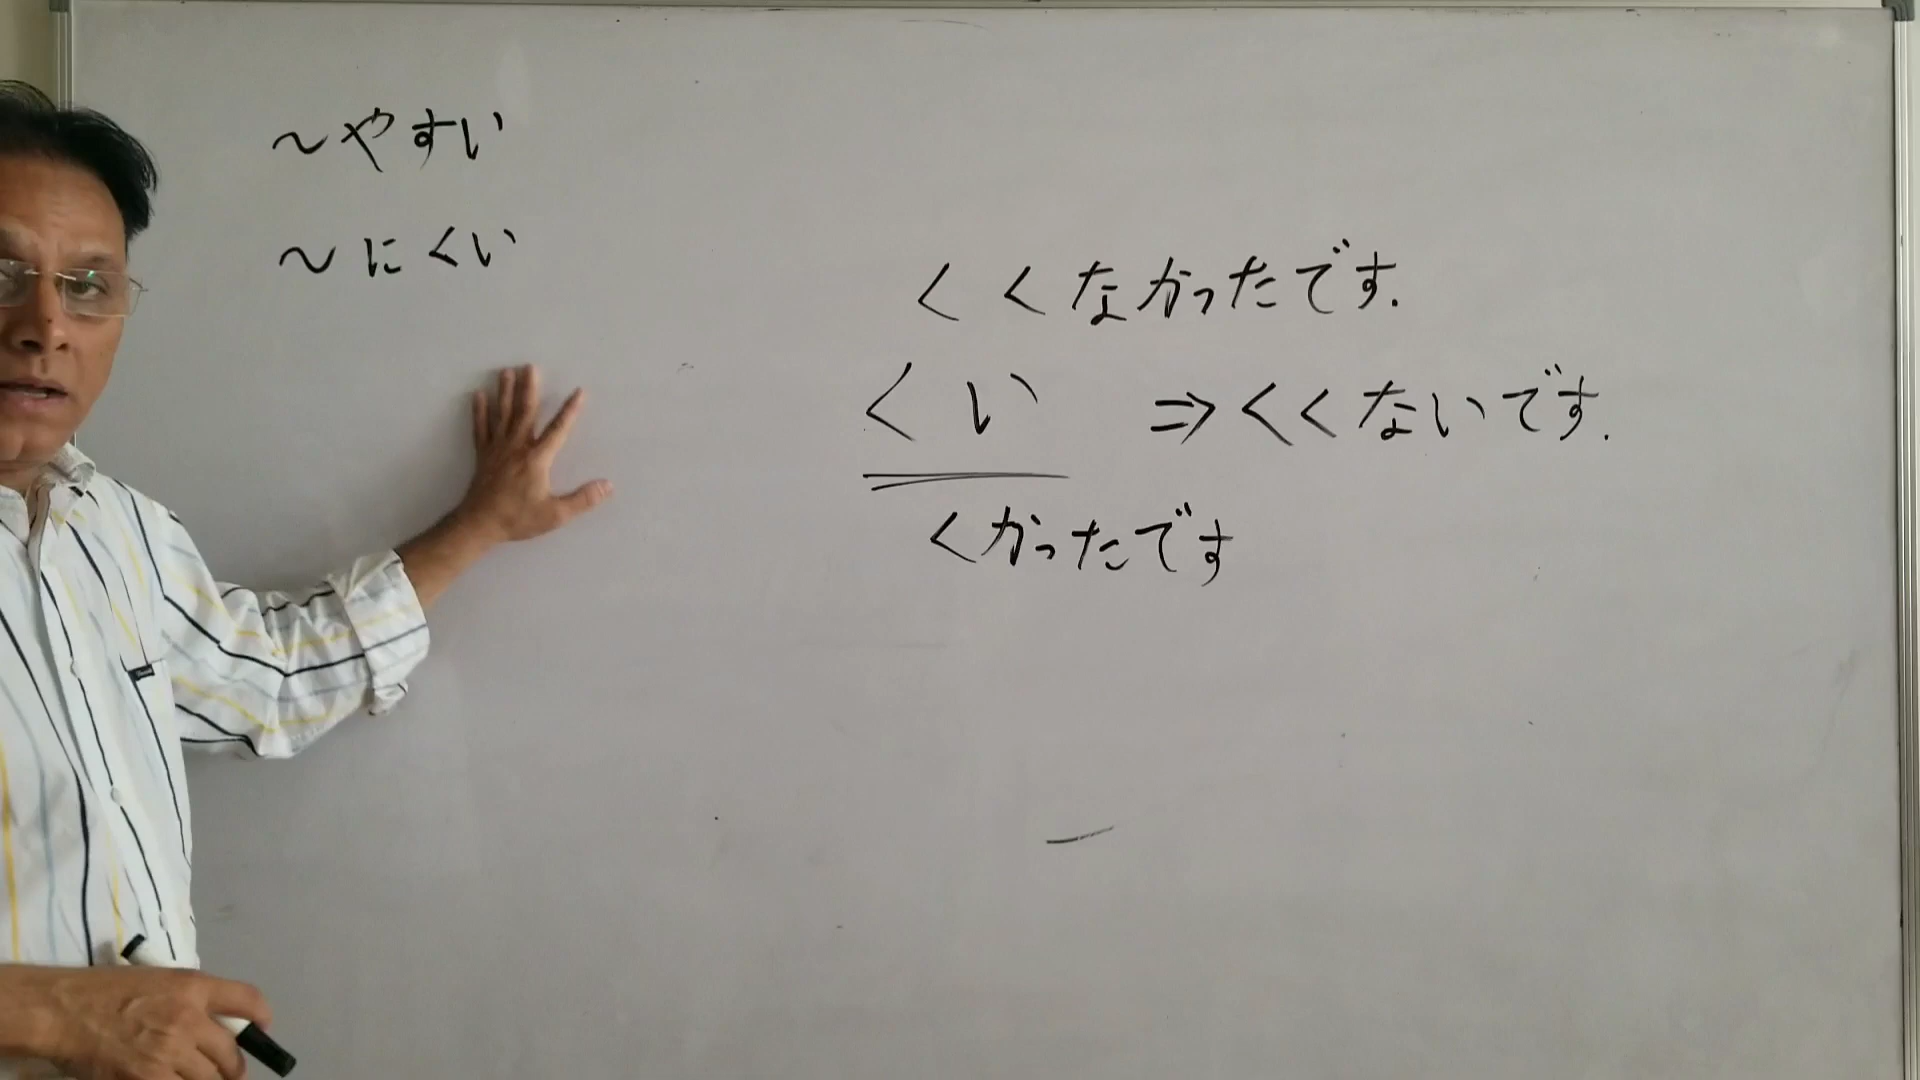 ～やすい
～にくい
くくなかったです.
くい ⇒ くくないです.
くかったです